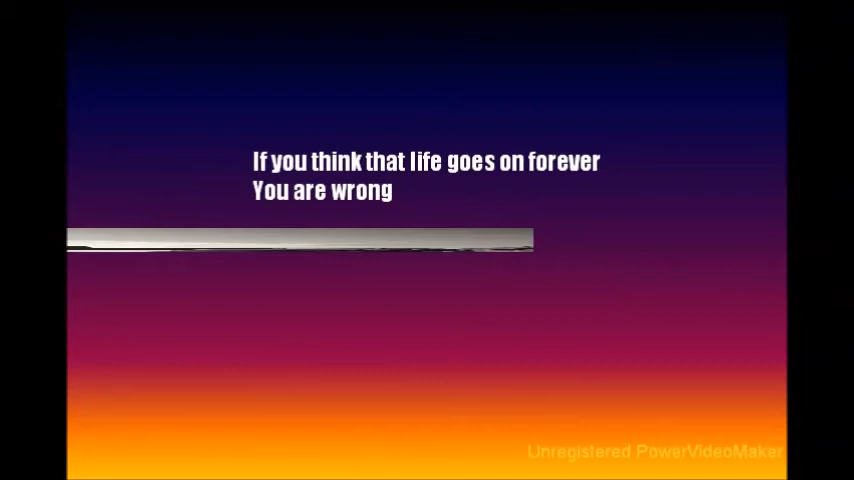 If you think that life goes on forever
You are wrong
Unregistered PowerVideoMaker